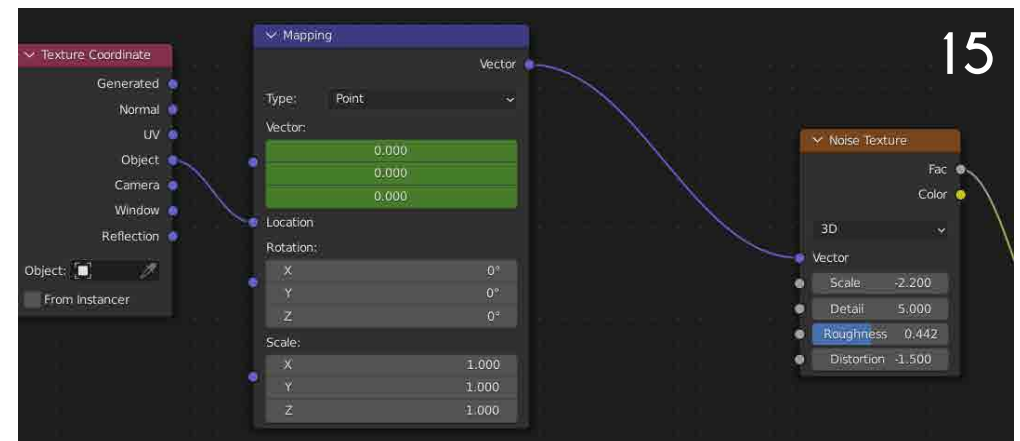 15
Texture Coordinate
Generated
Normal
UV
Object
Camera
Window
Reflection
Object:
From Instancer
Mapping
Vector
Type: Point
Vector:
0.000
0.000
0.000
Location
Rotation:
X 0°
Y 0°
Z 0°
Scale:
X 1.000
Y 1.000
Z 1.000
Noise Texture
Fac
Color
3D
Vector
Scale -2.200
Detail 5.000
Roughness 0.442
Distortion -1.500